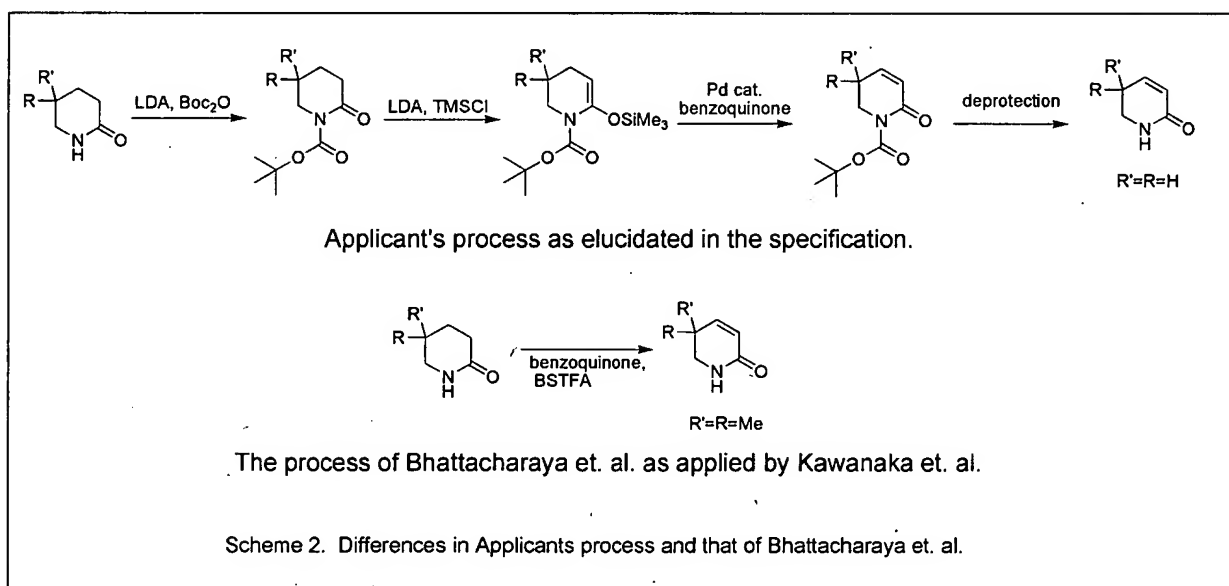 R'
R
N
H
O
LDA, Boc₂O
R'
R
N
O
O
O
LDA, TMSCl
R'
R
N
OSiMe₃
O
O
Pd cat.
benzoquinone
R'
R
N
O
O
O
deprotection
R'
R
N
H
O
R'=R=H
Applicant's process as elucidated in the specification.
R'
R
N
H
O
benzoquinone,
BSTFA
R'
R
N
H
O
R'=R=Me
The process of Bhattacharaya et. al. as applied by Kawanaka et. al.
Scheme 2. Differences in Applicants process and that of Bhattacharaya et. al.